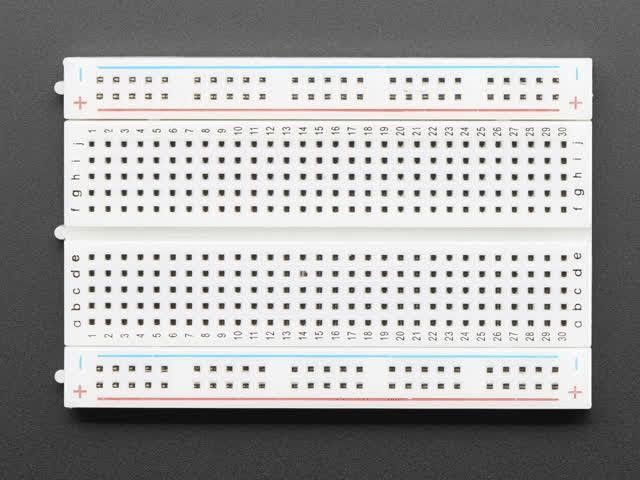 − −
+ +
1 2 3 4 5 6 7 8 9 10 11 12 13 14 15 16 17 18 19 20 21 22 23 24 25 26 27 28 29 30
j j
i i
h h
g g
f f
e e
d d
c c
b b
a a
1 2 3 4 5 6 7 8 9 10 11 12 13 14 15 16 17 18 19 20 21 22 23 24 25 26 27 28 29 30
− −
+ +